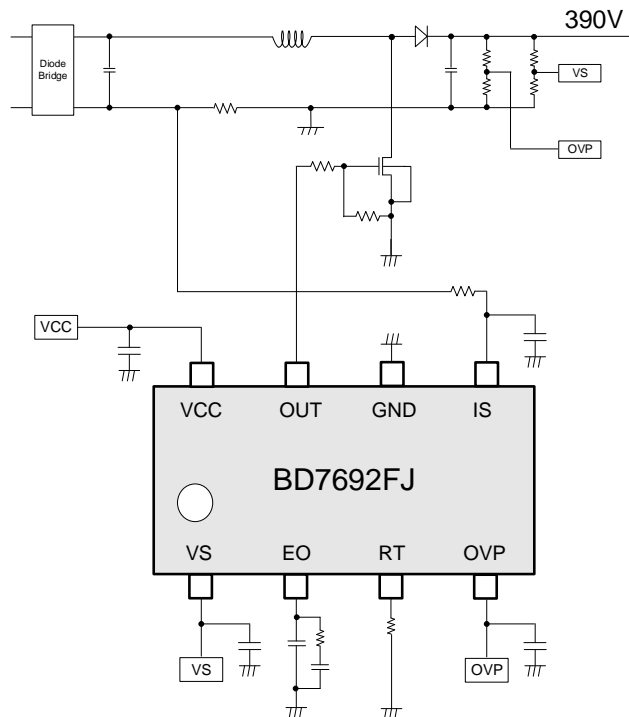 390V
Diode
Bridge
VS
OVP
VCC
VCC OUT GND IS
BD7692FJ
VS EO RT OVP
VS OVP